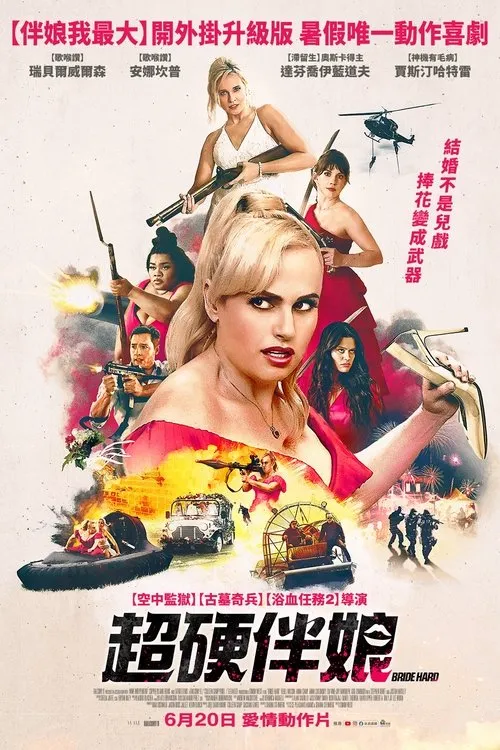 【伴娘我最大】開外掛升級版 暑假唯一動作喜劇
【歌喉讚】 【歌喉讚】 【滯留生】奧斯卡得主 【神機有毛病】
瑞貝爾威爾森 安娜坎普 達芬喬伊藍道夫 賈斯汀哈特雷
結婚不是兒戲
捧花變成武器
【空中監獄】【古墓奇兵】【浴血任務2】導演
超硬伴娘
BRIDE HARD
6月20日 愛情動作片